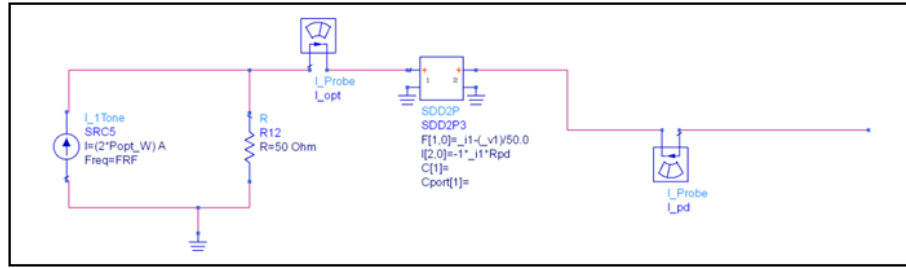 I_Probe
I_opt
I_1Tone
SRC5
I=(2*Popt_W) A
Freq=FRF
R
R12
R=50 Ohm
+
+
1
2
SDD2P
SDD2P3
F[1,0]=_i1-(_v1)/50.0
I[2,0]=-1*_i1*Rpd
C[1]=
Cport[1]=
I_Probe
I_pd